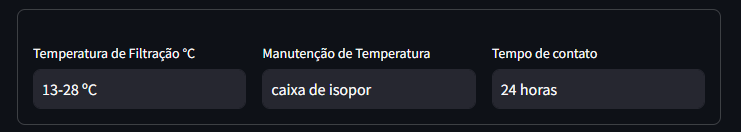 Temperatura de Filtração °C
Manutenção de Temperatura
Tempo de contato
13-28 ºC
caixa de isopor
24 horas